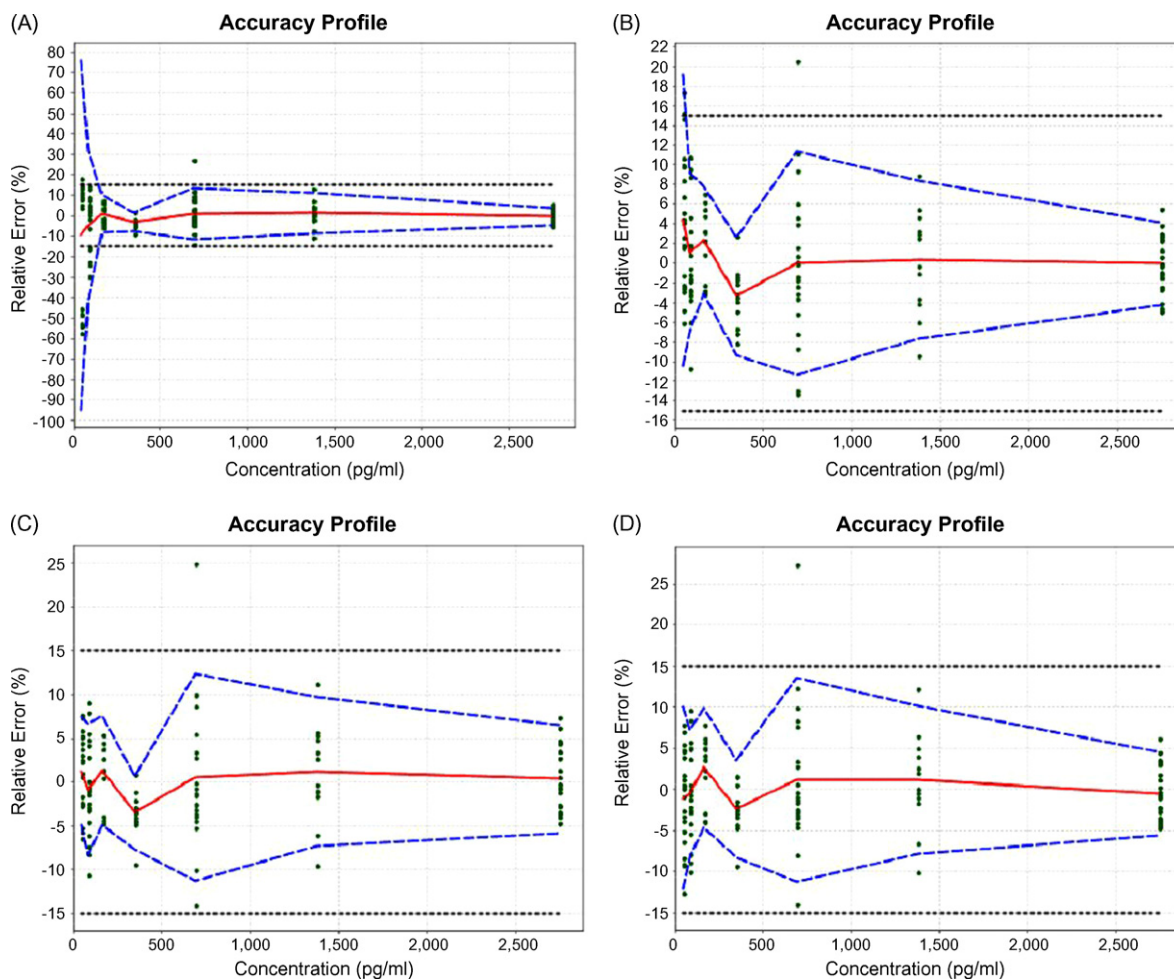 (A)
Accuracy Profile
Relative Error (%)
80
70
60
50
40
30
20
10
0
-10
-20
-30
-40
-50
-60
-70
-80
-90
-100
0 500 1,000 1,500 2,000 2,500
Concentration (pg/ml)
(B)
Accuracy Profile
Relative Error (%)
22
20
18
16
14
12
10
8
6
4
2
0
-2
-4
-6
-8
-10
-12
-14
-16
0 500 1,000 1,500 2,000 2,500
Concentration (pg/ml)
(C)
Accuracy Profile
Relative Error (%)
25
20
15
10
5
0
-5
-10
-15
0 500 1,000 1,500 2,000 2,500
Concentration (pg/ml)
(D)
Accuracy Profile
Relative Error (%)
25
20
15
10
5
0
-5
-10
-15
0 500 1,000 1,500 2,000 2,500
Concentration (pg/ml)